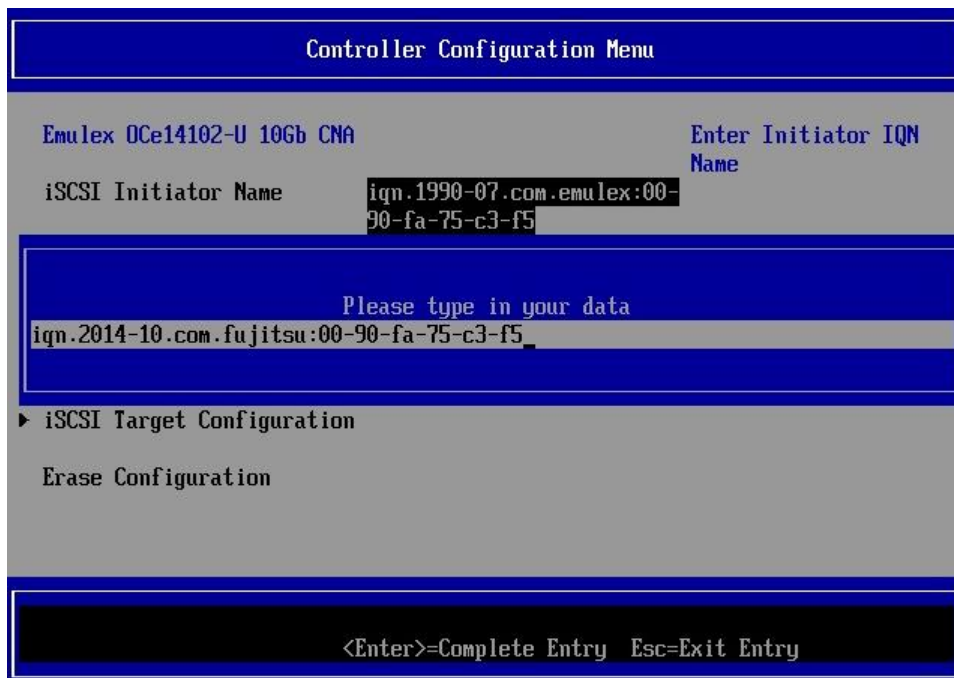 Controller Configuration Menu
Emulex OCe14102-U 10Gb CNA
Enter Initiator IQN
Name
iSCSI Initiator Name
iqn.1990-07.com.emulex:00-
90-fa-75-c3-f5
Please type in your data
iqn.2014-10.com.fujitsu:00-90-fa-75-c3-f5_
▶ iSCSI Target Configuration
Erase Configuration
<Enter>=Complete Entry Esc=Exit Entry